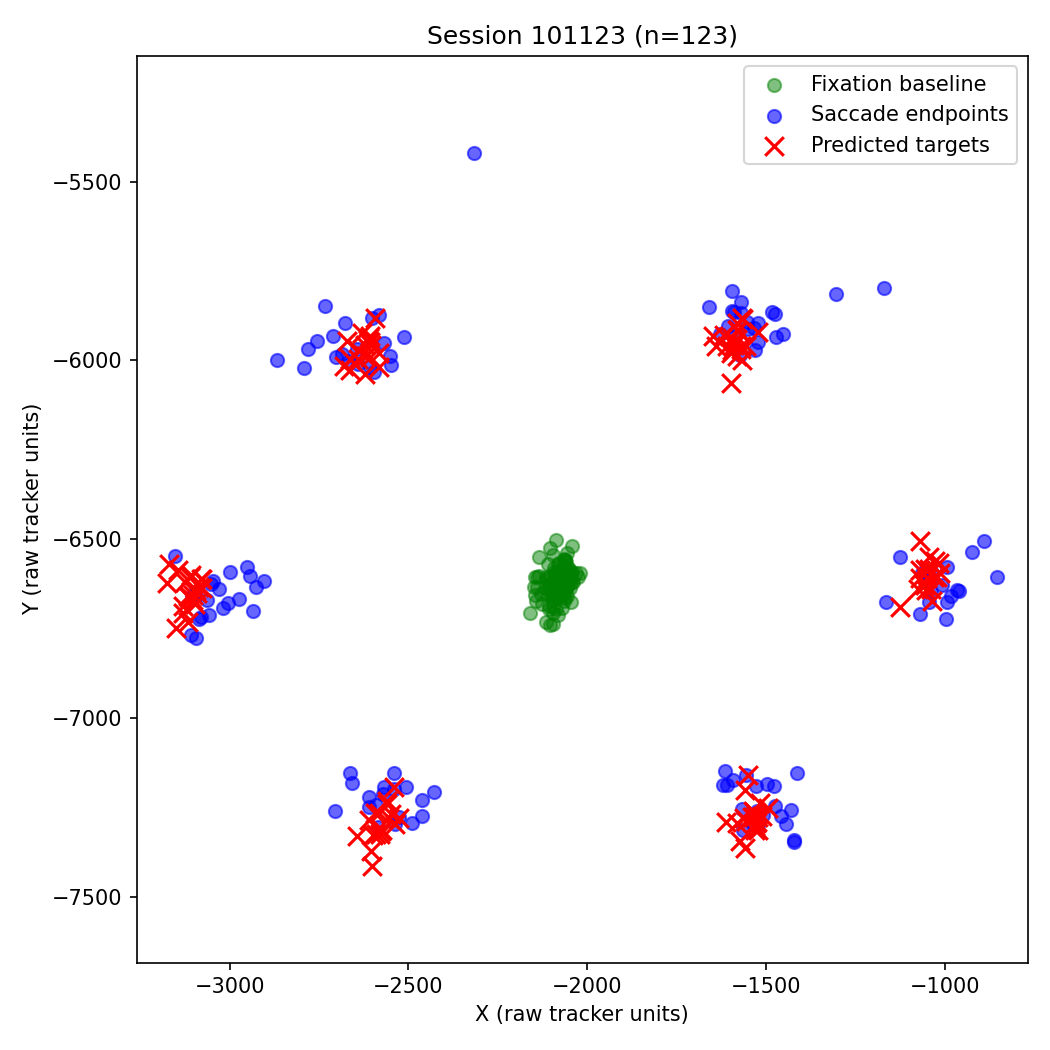 Session 101123 (n=123)
Fixation baseline
Saccade endpoints
Predicted targets
−5500
−6000
−6500
−7000
−7500
Y (raw tracker units)
−3000
−2500
−2000
−1500
−1000
X (raw tracker units)